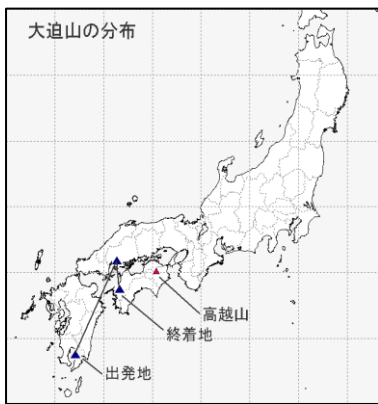 大迫山の分布
高越山
終着地
出発地